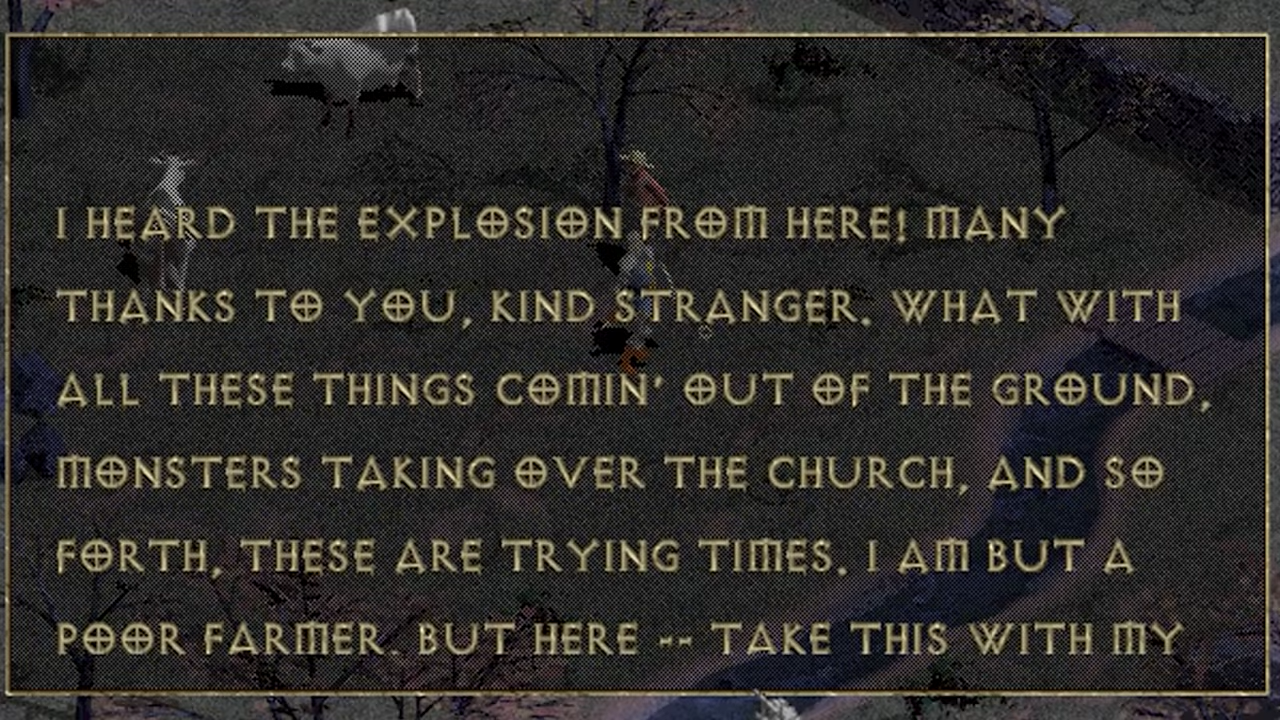 I HEARD THE EXPLOSION FROM HERE! MANY
THANKS TO YOU, KIND STRANGER. WHAT WITH
ALL THESE THINGS COMIN' OUT OF THE GROUND,
MONSTERS TAKING OVER THE CHURCH, AND SO
FORTH, THESE ARE TRYING TIMES. I AM BUT A
POOR FARMER. BUT HERE -- TAKE THIS WITH MY